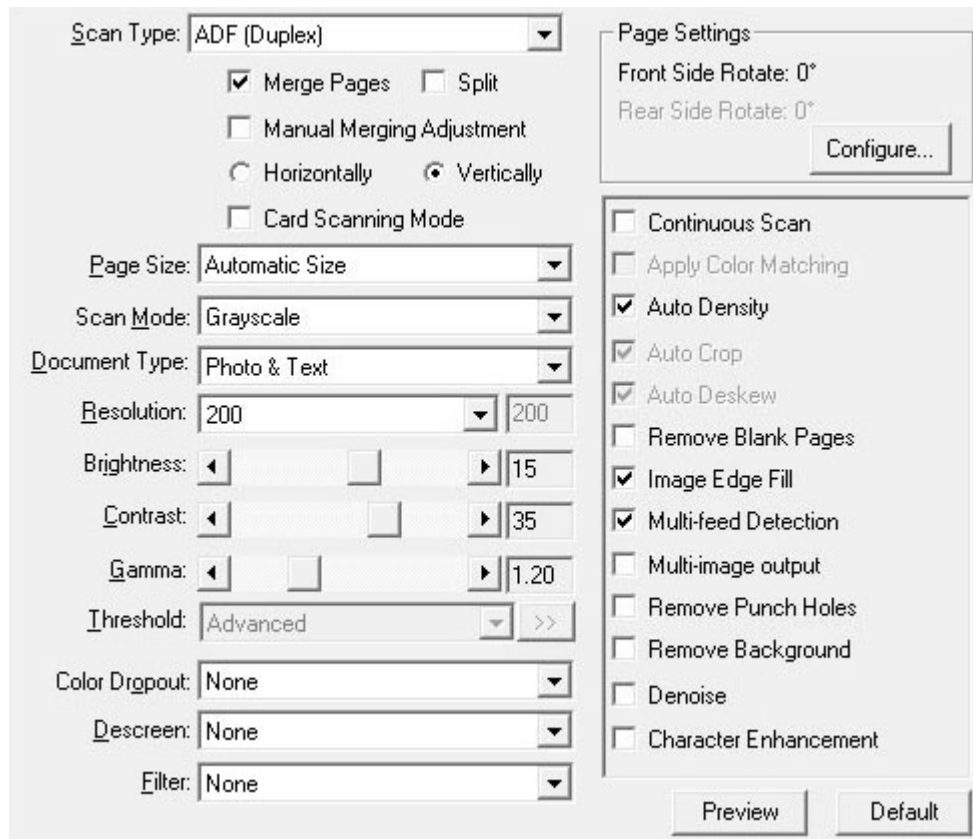 Scan Type: ADF (Duplex)
Merge Pages Split
Manual Merging Adjustment
Horizontally Vertically
Card Scanning Mode
Page Size: Automatic Size
Scan Mode: Grayscale
Document Type: Photo & Text
Resolution: 200 200
Brightness: 15
Contrast: 35
Gamma: 1.20
Threshold: Advanced >>
Color Dropout: None
Descreen: None
Filter: None
Page Settings
Front Side Rotate: 0°
Rear Side Rotate: 0°
Configure...
Continuous Scan
Apply Color Matching
Auto Density
Auto Crop
Auto Deskew
Remove Blank Pages
Image Edge Fill
Multi-feed Detection
Multi-image output
Remove Punch Holes
Remove Background
Denoise
Character Enhancement
Preview Default